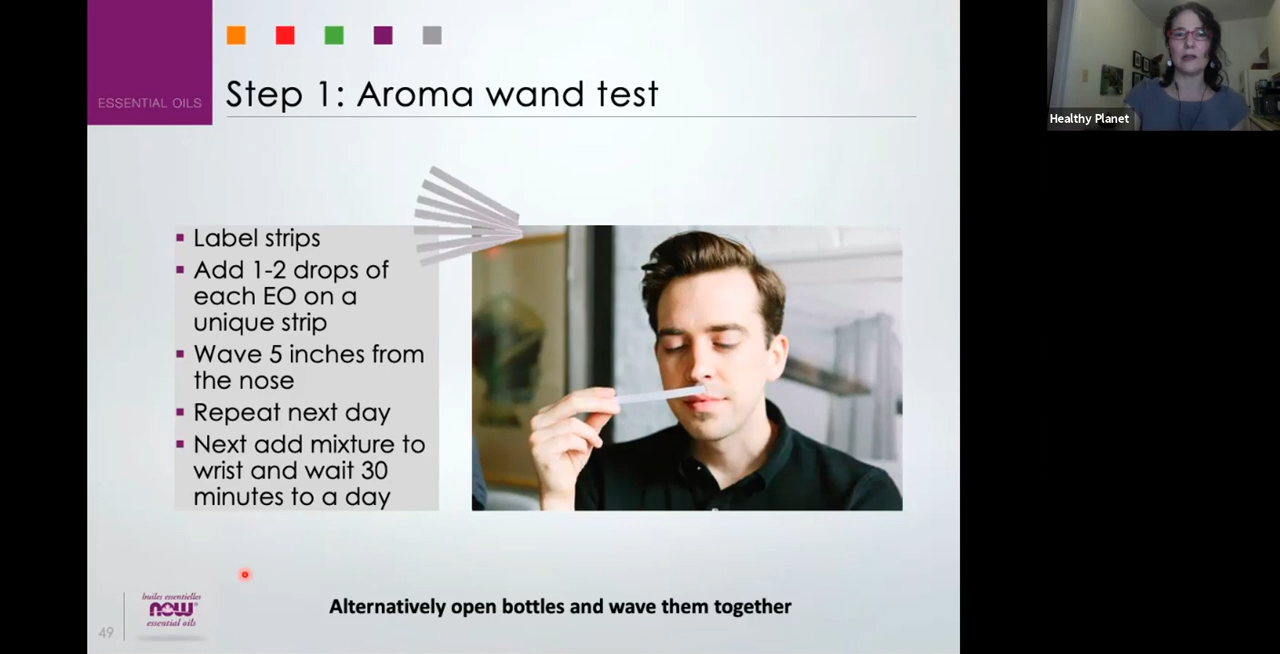 ESSENTIAL OILS
Step 1: Aroma wand test
Healthy Planet
▪ Label strips
▪ Add 1-2 drops of
each EO on a
unique strip
▪ Wave 5 inches from
the nose
▪ Repeat next day
▪ Next add mixture to
wrist and wait 30
minutes to a day
Alternatively open bottles and wave them together
49
huiles essentielles
NOW®
essential oils